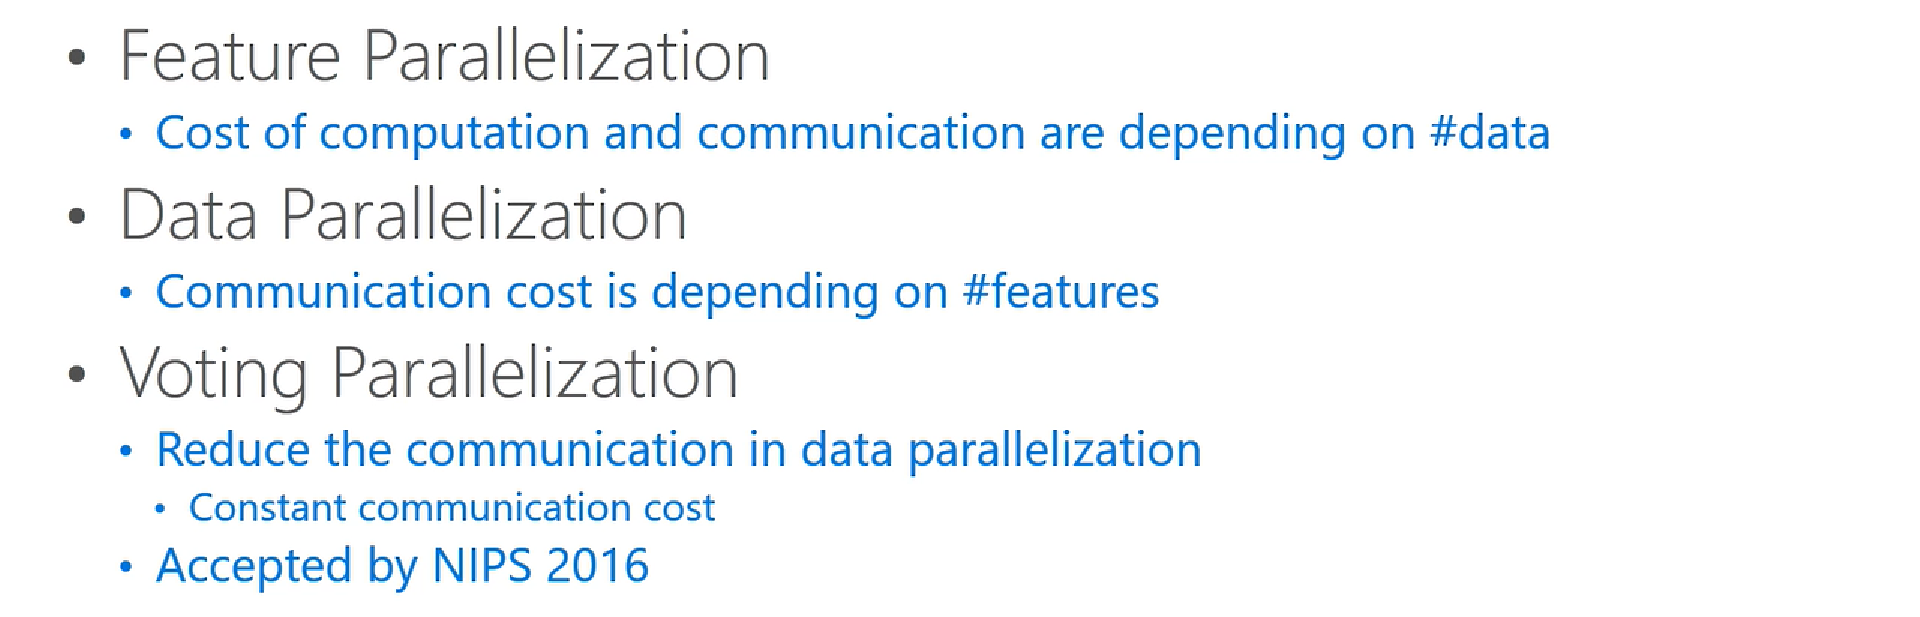 • Feature Parallelization
• Cost of computation and communication are depending on #data
• Data Parallelization
• Communication cost is depending on #features
• Voting Parallelization
• Reduce the communication in data parallelization
• Constant communication cost
• Accepted by NIPS 2016